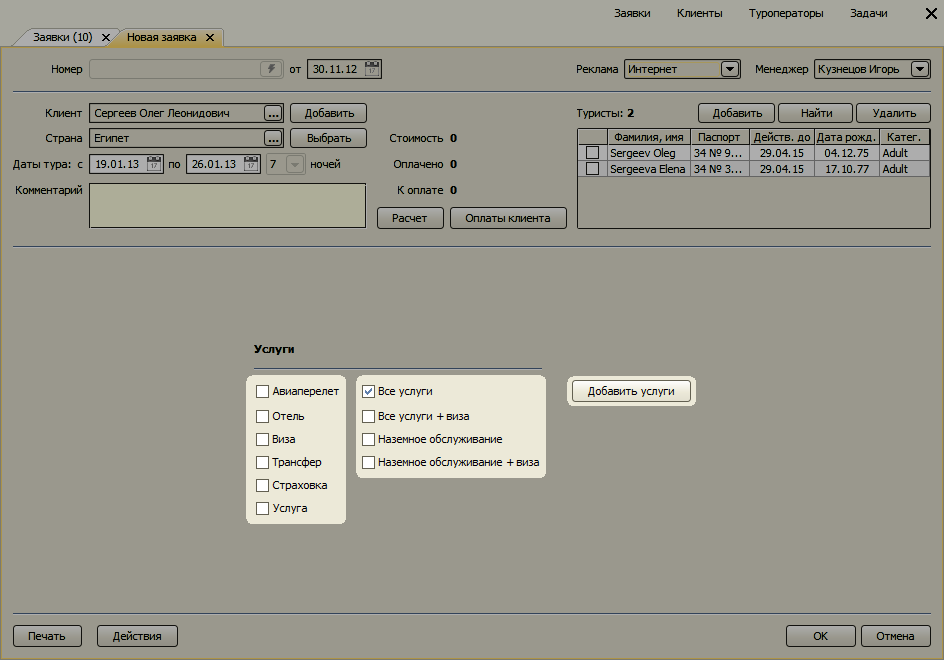 Заявки Клиенты Туроператоры Задачи
Заявки (10) Новая заявка
Номер от 30.11.12 Реклама Интернет Менеджер Кузнецов Игорь
Клиент Сергеев Олег Леонидович ... Добавить Туристы: 2 Добавить Найти Удалить
Страна Египет ... Выбрать Стоимость 0 Фамилия, имя Паспорт Действ. до Дата рожд. Катег.
Sergeev Oleg 34 № 9... 29.04.15 04.12.75 Adult
Даты тура: с 19.01.13 по 26.01.13 7 ночей Оплачено 0 Sergeeva Elena 34 № 3... 29.04.15 17.10.77 Adult
Комментарий К оплате 0
Расчет Оплаты клиента
Услуги
Авиаперелет Все услуги Добавить услуги
Отель Все услуги + виза
Виза Наземное обслуживание
Трансфер Наземное обслуживание + виза
Страховка
Услуга
Печать Действия OK Отмена